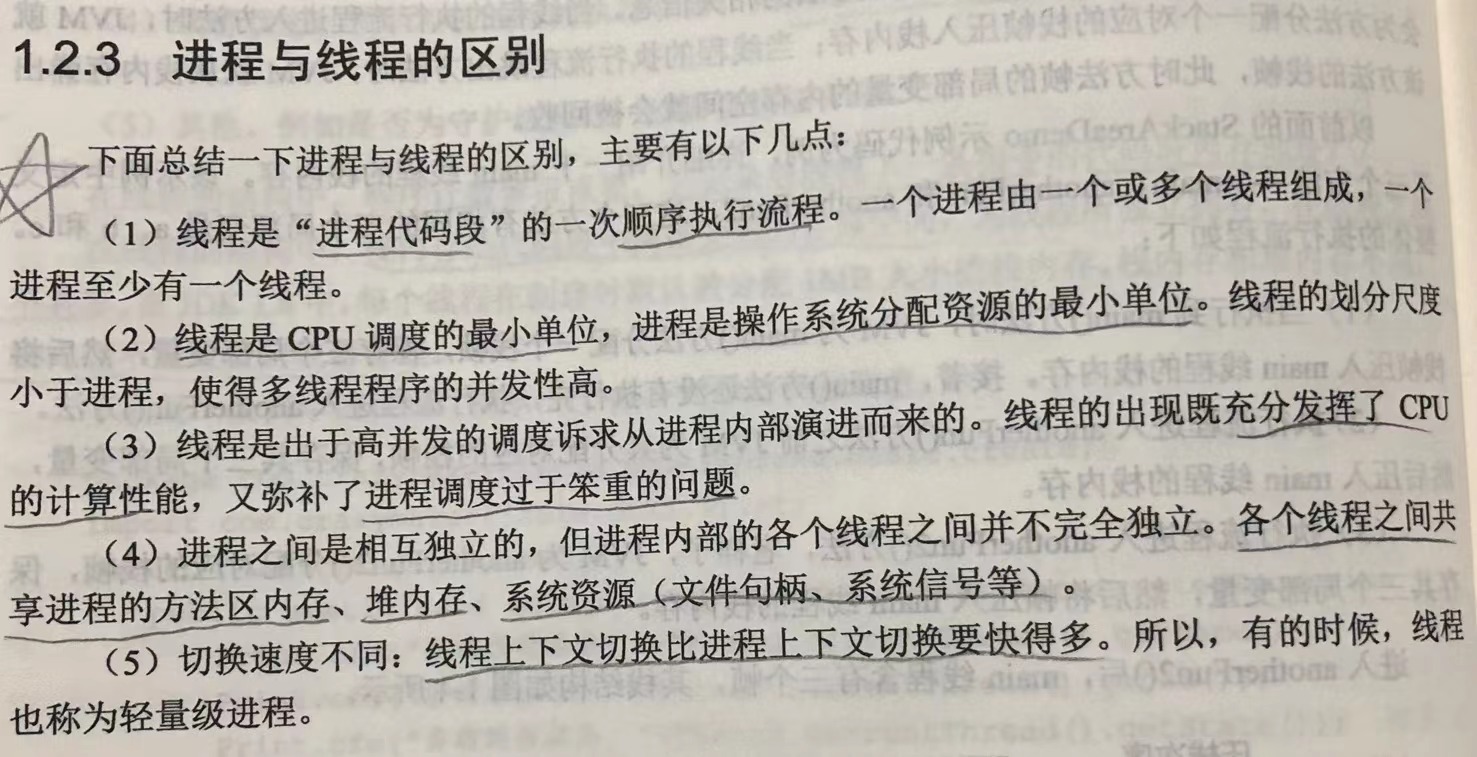 1.2.3 进程与线程的区别
下面总结一下进程与线程的区别，主要有以下几点：
（1）线程是“进程代码段”的一次顺序执行流程。一个进程由一个或多个线程组成，一个
进程至少有一个线程。
（2）线程是 CPU 调度的最小单位，进程是操作系统分配资源的最小单位。线程的划分尺度
小于进程，使得多线程程序的并发性高。
（3）线程是出于高并发的调度诉求从进程内部演进而来的。线程的出现既充分发挥了 CPU
的计算性能，又弥补了进程调度过于笨重的问题。
（4）进程之间是相互独立的，但进程内部的各个线程之间并不完全独立。各个线程之间共
享进程的方法区内存、堆内存、系统资源（文件句柄、系统信号等）。
（5）切换速度不同：线程上下文切换比进程上下文切换要快得多。所以，有的时候，线程
也称为轻量级进程。